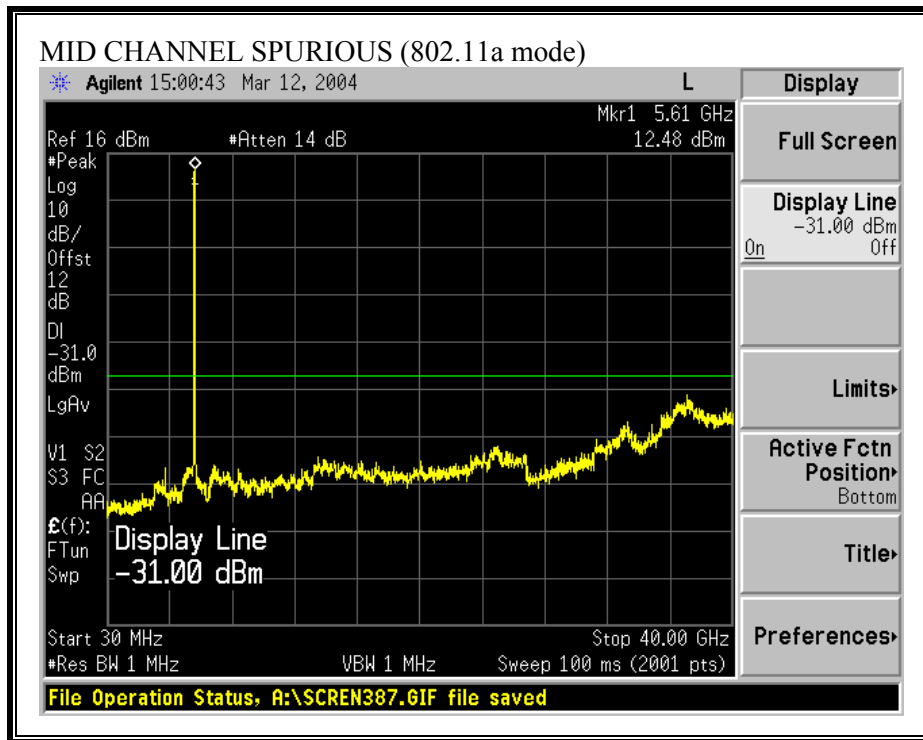 MID CHANNEL SPURIOUS (802.11a mode)
Agilent 15:00:43 Mar 12, 2004 L
Display
Mkr1 5.61 GHz
Ref 16 dBm #Atten 14 dB 12.48 dBm
Full Screen
#Peak
Log
10
dB/
Offst
12
dB
DI
-31.0
dBm
LgAv
V1 S2
S3 FC
AA
£(f):
FTun
Swp
1
Display Line
-31.00 dBm
Display Line
-31.00 dBm
On Off
Limits
Active Fctn
Position
Bottom
Title
Preferences
Start 30 MHz Stop 40.00 GHz
#Res BW 1 MHz VBW 1 MHz Sweep 100 ms (2001 pts)
File Operation Status, A:\SCREN387.GIF file saved